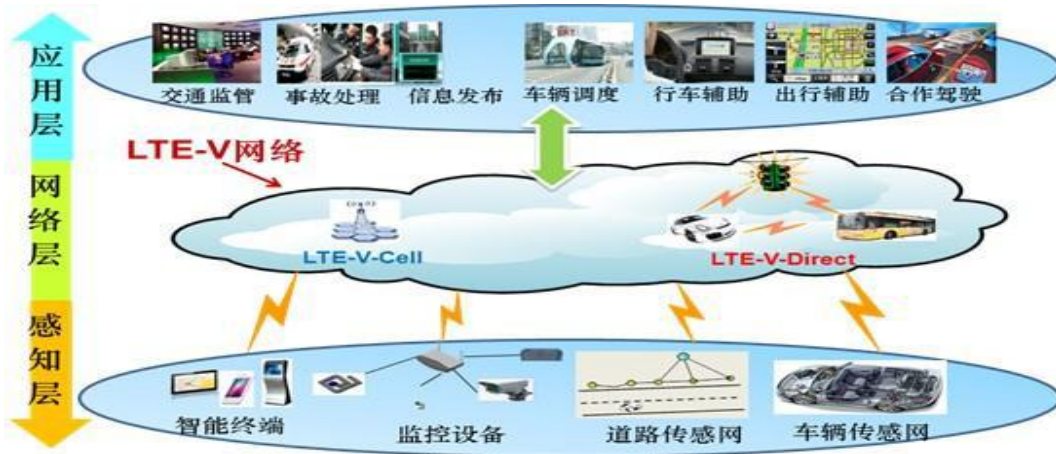 应用层
交通监管
事故处理
信息发布
车辆调度
行车辅助
出行辅助
合作驾驶
LTE-V网络
网络层
LTE-V-Cell
LTE-V-Direct
感知层
智能终端
监控设备
道路传感网
车辆传感网